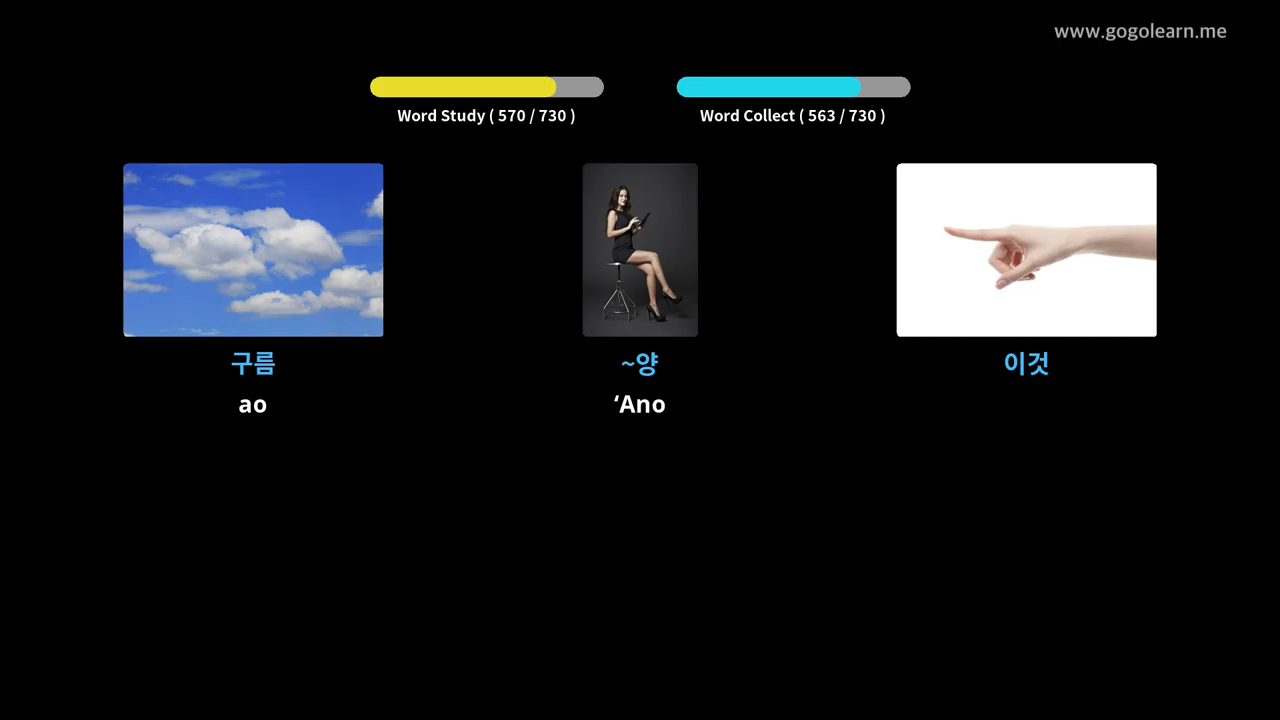 www.gogolearn.me
Word Study ( 570 / 730 )
Word Collect ( 563 / 730 )
구름
~양
이것
ao
‘Ano